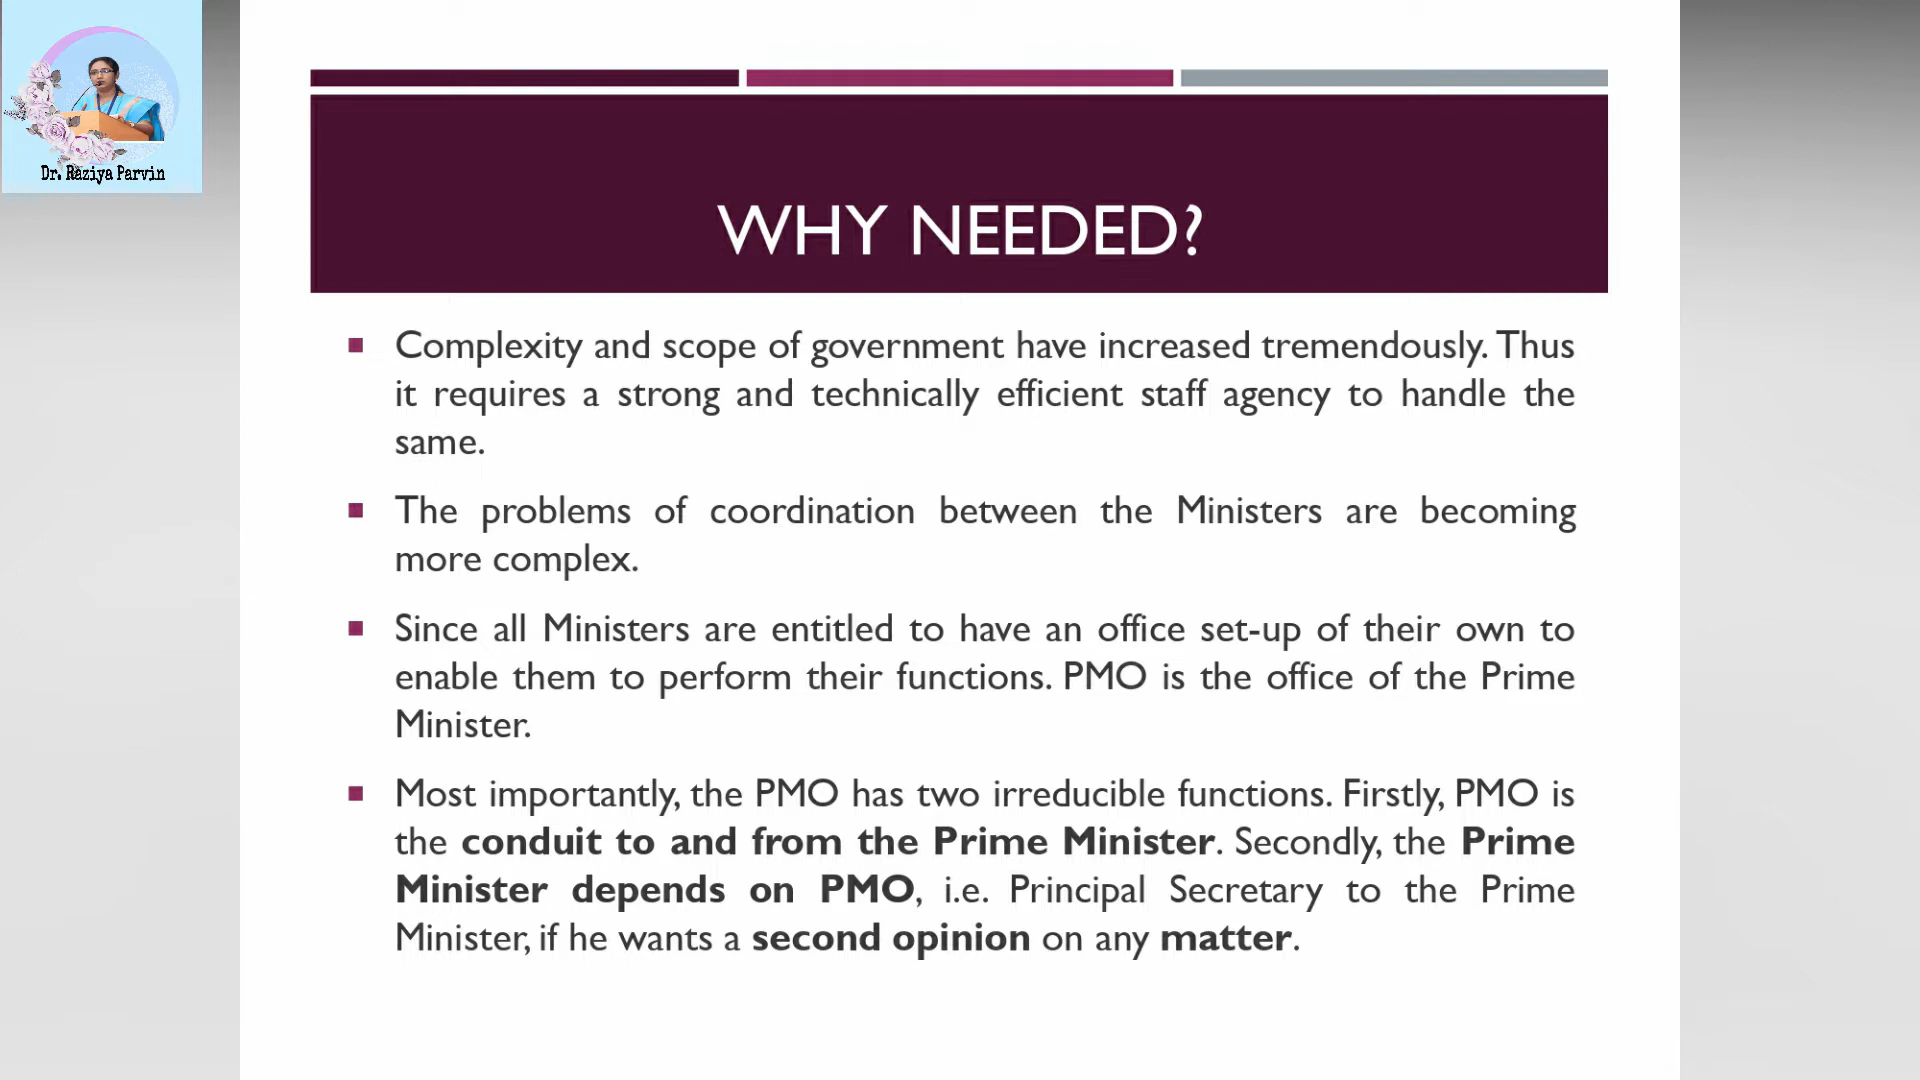 Dr. Raziya Parvin
WHY NEEDED?
Complexity and scope of government have increased tremendously. Thus
it requires a strong and technically efficient staff agency to handle the
same.
The problems of coordination between the Ministers are becoming
more complex.
Since all Ministers are entitled to have an office set-up of their own to
enable them to perform their functions. PMO is the office of the Prime
Minister.
Most importantly, the PMO has two irreducible functions. Firstly, PMO is
the conduit to and from the Prime Minister. Secondly, the Prime
Minister depends on PMO, i.e. Principal Secretary to the Prime
Minister, if he wants a second opinion on any matter.